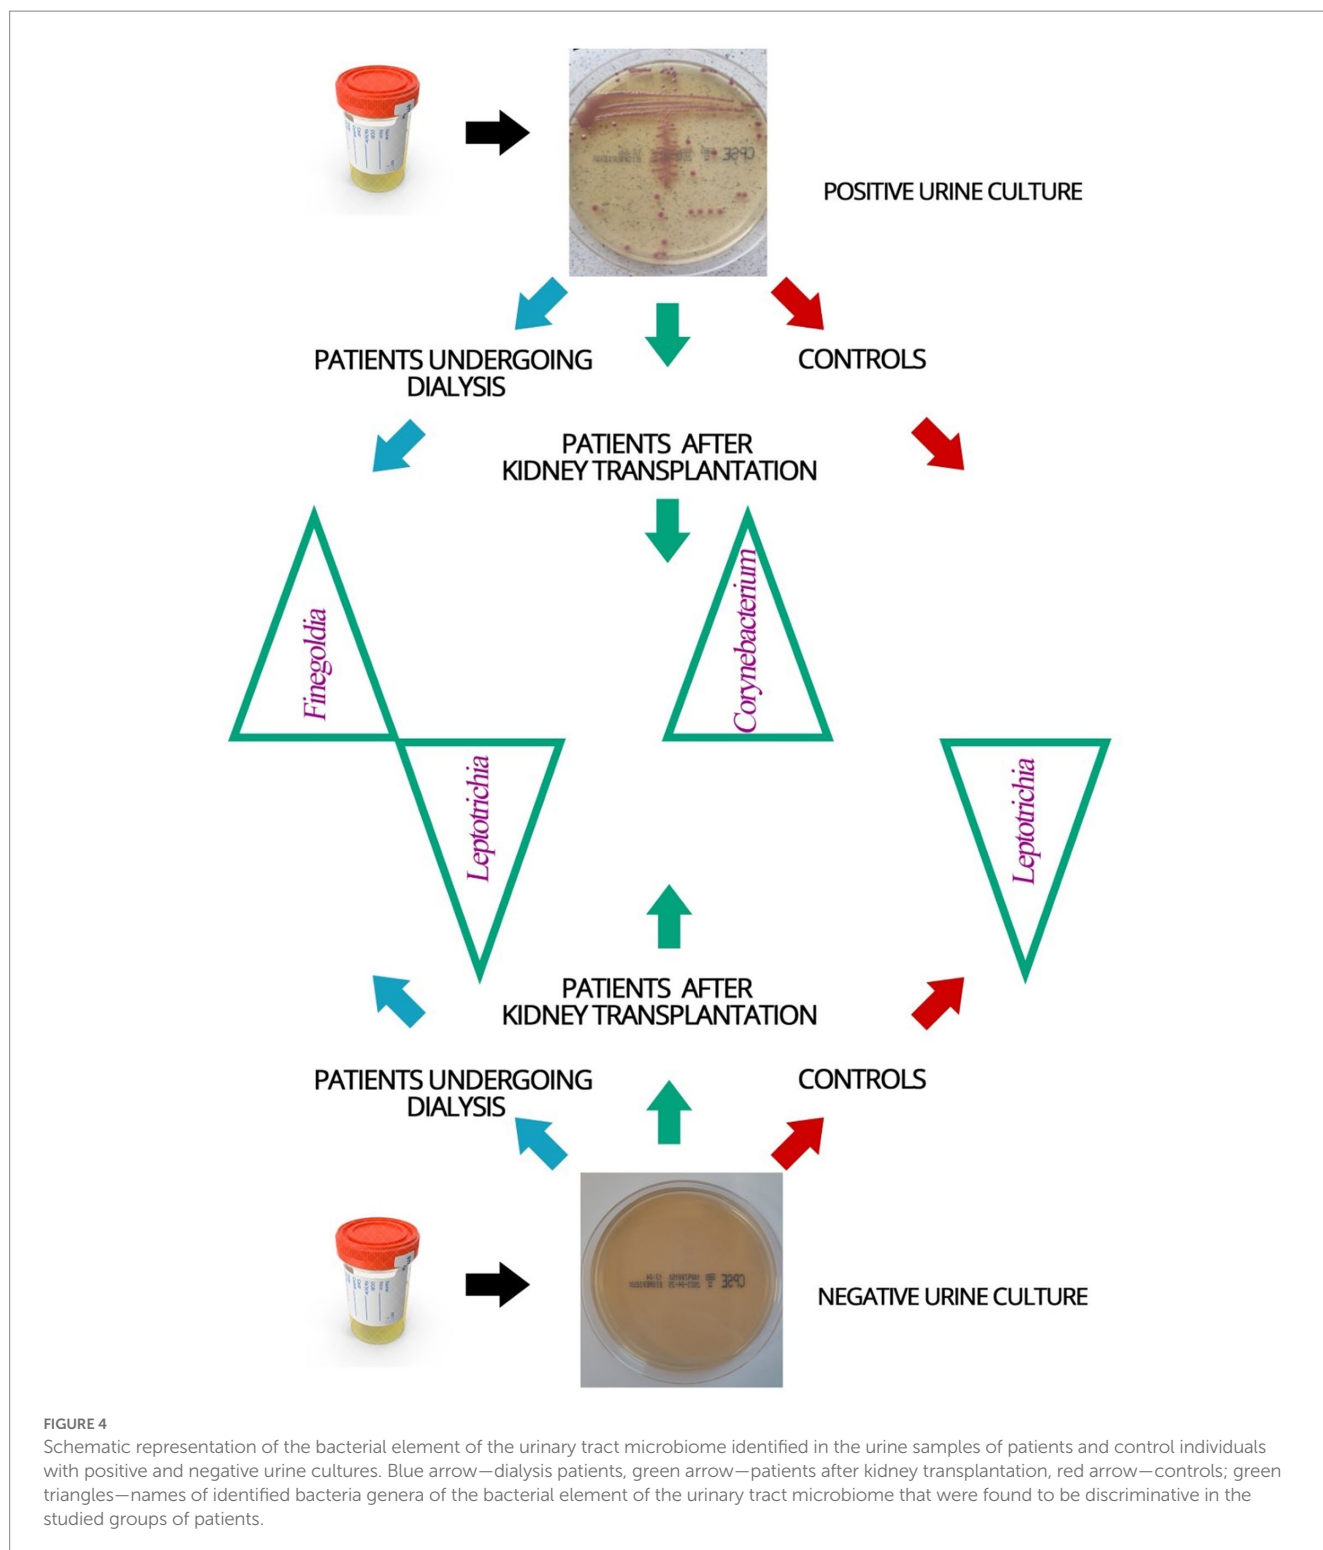 POSITIVE URINE CULTURE
PATIENTS UNDERGOING
DIALYSIS
CONTROLS
PATIENTS AFTER
KIDNEY TRANSPLANTATION
Finegoldia
Corynebacterium
Leptotrichia
Leptotrichia
PATIENTS AFTER
KIDNEY TRANSPLANTATION
PATIENTS UNDERGOING
DIALYSIS
CONTROLS
CPSE
NEGATIVE URINE CULTURE
FIGURE 4
Schematic representation of the bacterial element of the urinary tract microbiome identified in the urine samples of patients and control individuals
with positive and negative urine cultures. Blue arrow—dialysis patients, green arrow—patients after kidney transplantation, red arrow—controls; green
triangles—names of identified bacteria genera of the bacterial element of the urinary tract microbiome that were found to be discriminative in the
studied groups of patients.